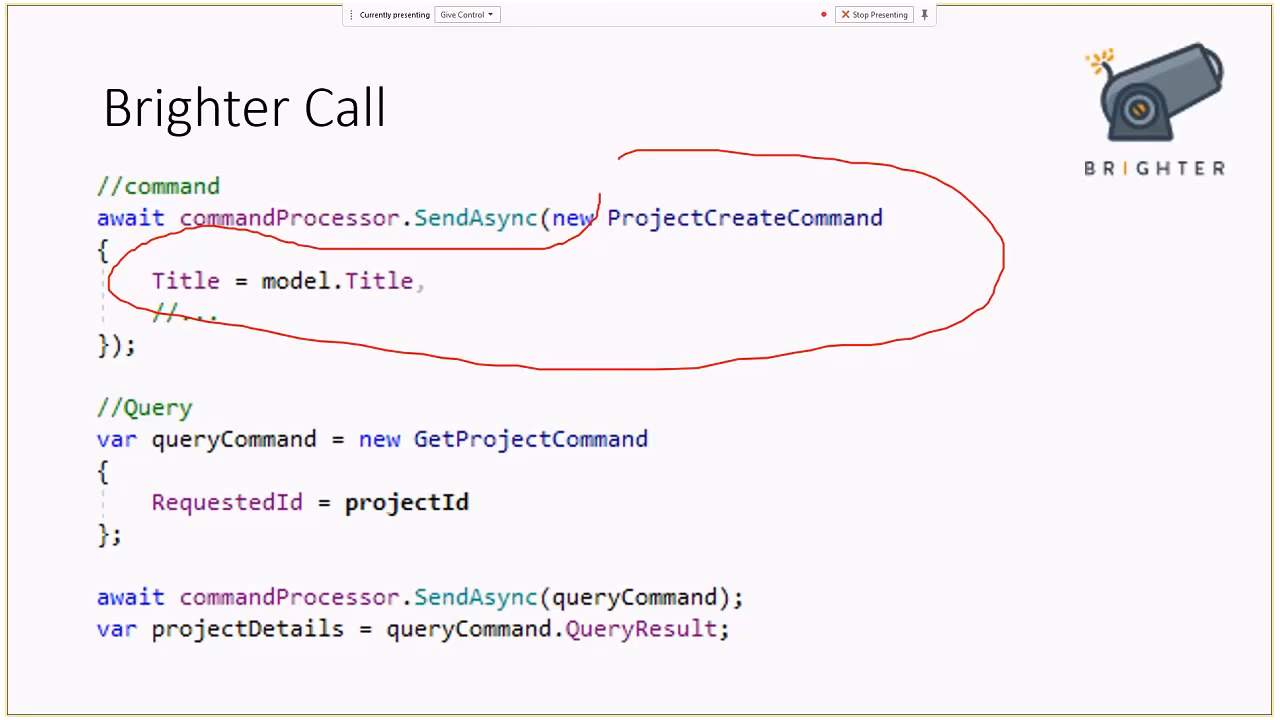 Currently presenting Give Control Stop Presenting
Brighter Call
BRIGHTER
//command
await commandProcessor.SendAsync(new ProjectCreateCommand
{
Title = model.Title,
//...
});
//Query
var queryCommand = new GetProjectCommand
{
RequestedId = projectId
};
await commandProcessor.SendAsync(queryCommand);
var projectDetails = queryCommand.QueryResult;